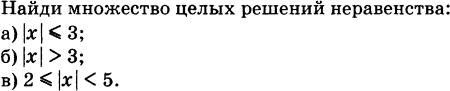 Найди множество целых решений неравенства:
а) |x| ⩽ 3;
б) |x| > 3;
в) 2 ⩽ |x| < 5.